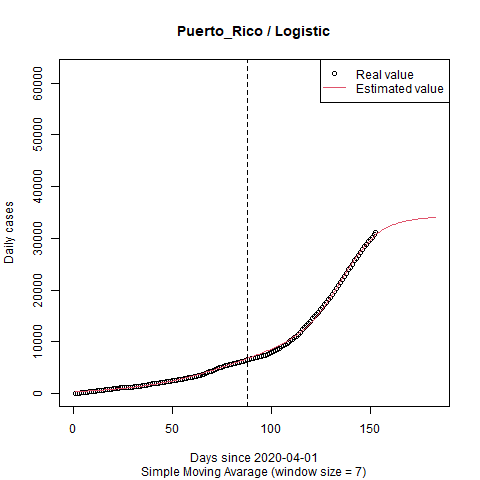 Puerto_Rico / Logistic
Real value
Estimated value
Daily cases
60000
50000
40000
30000
20000
10000
0
0 50 100 150
Days since 2020-04-01
Simple Moving Avarage (window size = 7)